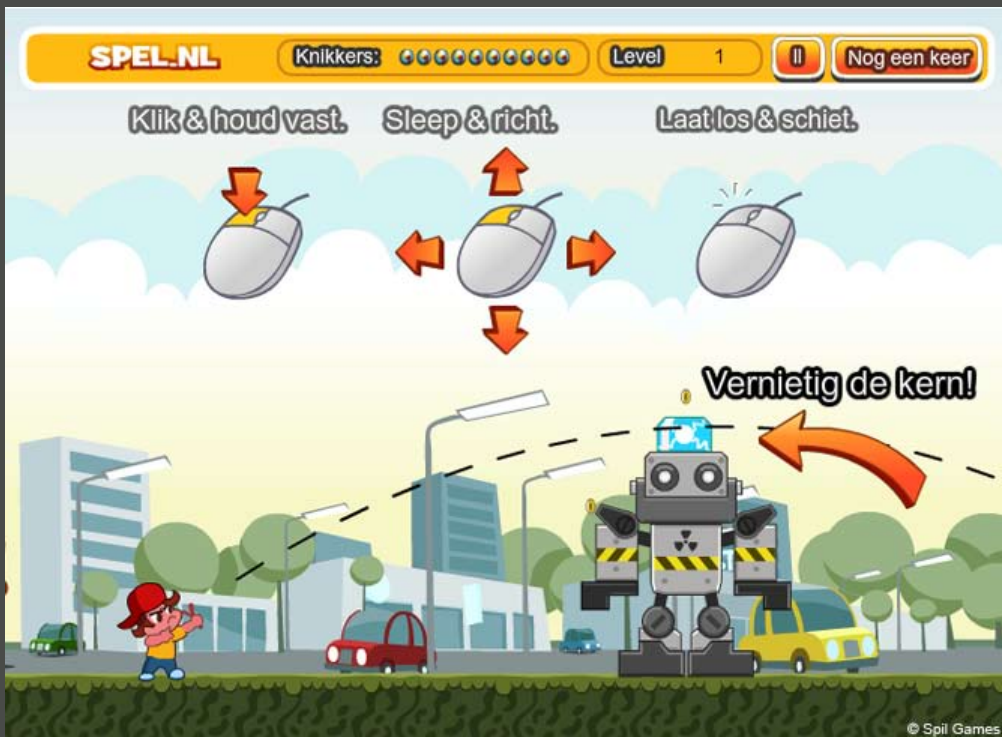 SPEL.NL Knikkers: Level 1 II Nog een keer
Klik & houd vast. Sleep & richt. Laat los & schiet.
Vernietig de kern!
© Spil Games